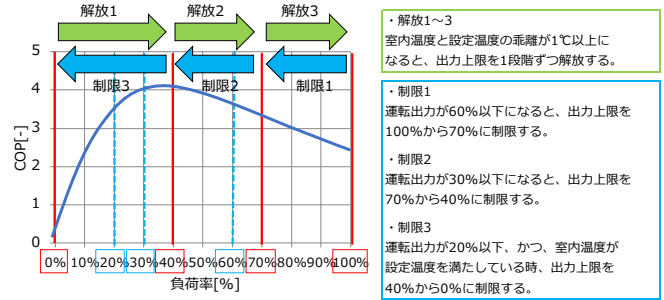 解放1
解放2
解放3
制限3
制限2
制限1
5
4
3
2
1
0
COP[-]
0%
10%
20%
30%
40%
50%
60%
70%
80%
90%
100%
負荷率[%]
・解放1~3
室内温度と設定温度の乖離が1℃以上に
なると、出力上限を1段階ずつ解放する。
・制限1
運転出力が60%以下になると、出力上限を
100%から70%に制限する。
・制限2
運転出力が30%以下になると、出力上限を
70%から40%に制限する。
・制限3
運転出力が20%以下、かつ、室内温度が
設定温度を満たしている時、出力上限を
40%から0%に制限する。